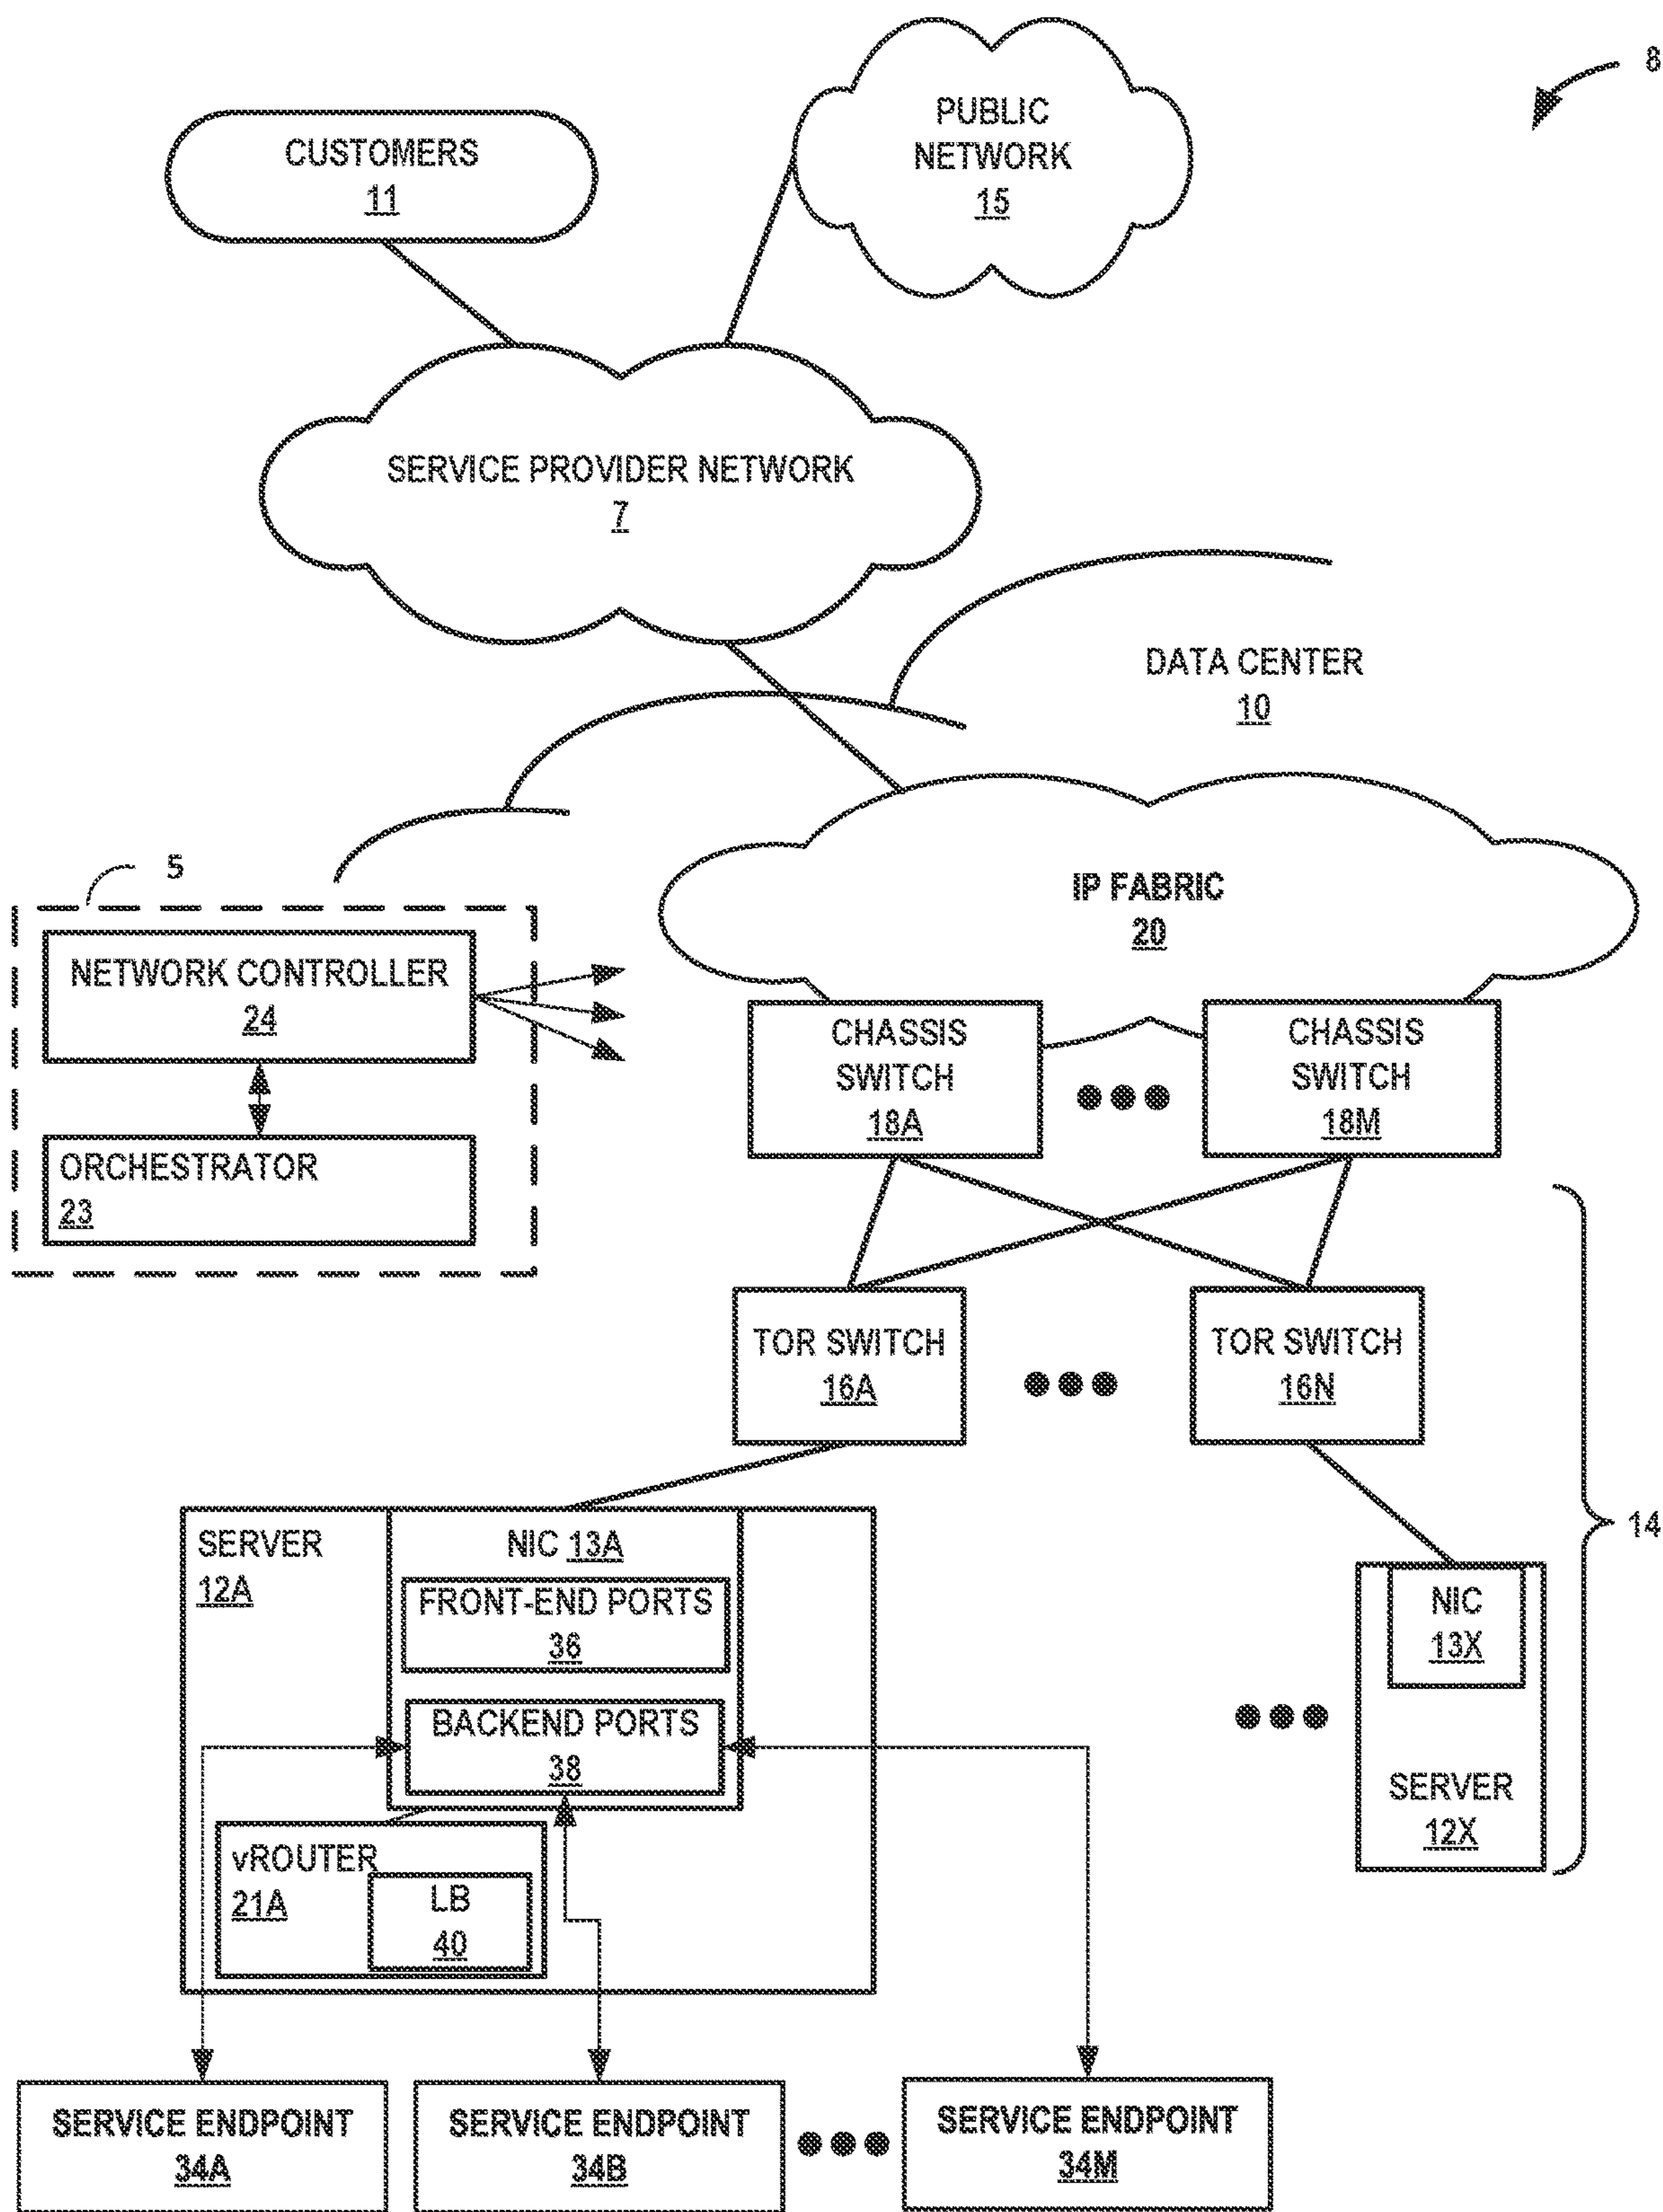 8
PUBLIC
NETWORK
15
CUSTOMERS
11
SERVICE PROVIDER NETWORK
7
DATA CENTER
10
5
IP FABRIC
20
NETWORK CONTROLLER
24
CHASSIS
SWITCH
18A
CHASSIS
SWITCH
18M
ORCHESTRATOR
23
TOR SWITCH
16A
TOR SWITCH
16N
14
SERVER
12A
NIC 13A
FRONT-END PORTS
36
BACKEND PORTS
38
NIC
13X
SERVER
12X
vROUTER
21A
LB
40
SERVICE ENDPOINT
34A
SERVICE ENDPOINT
34B
SERVICE ENDPOINT
34M